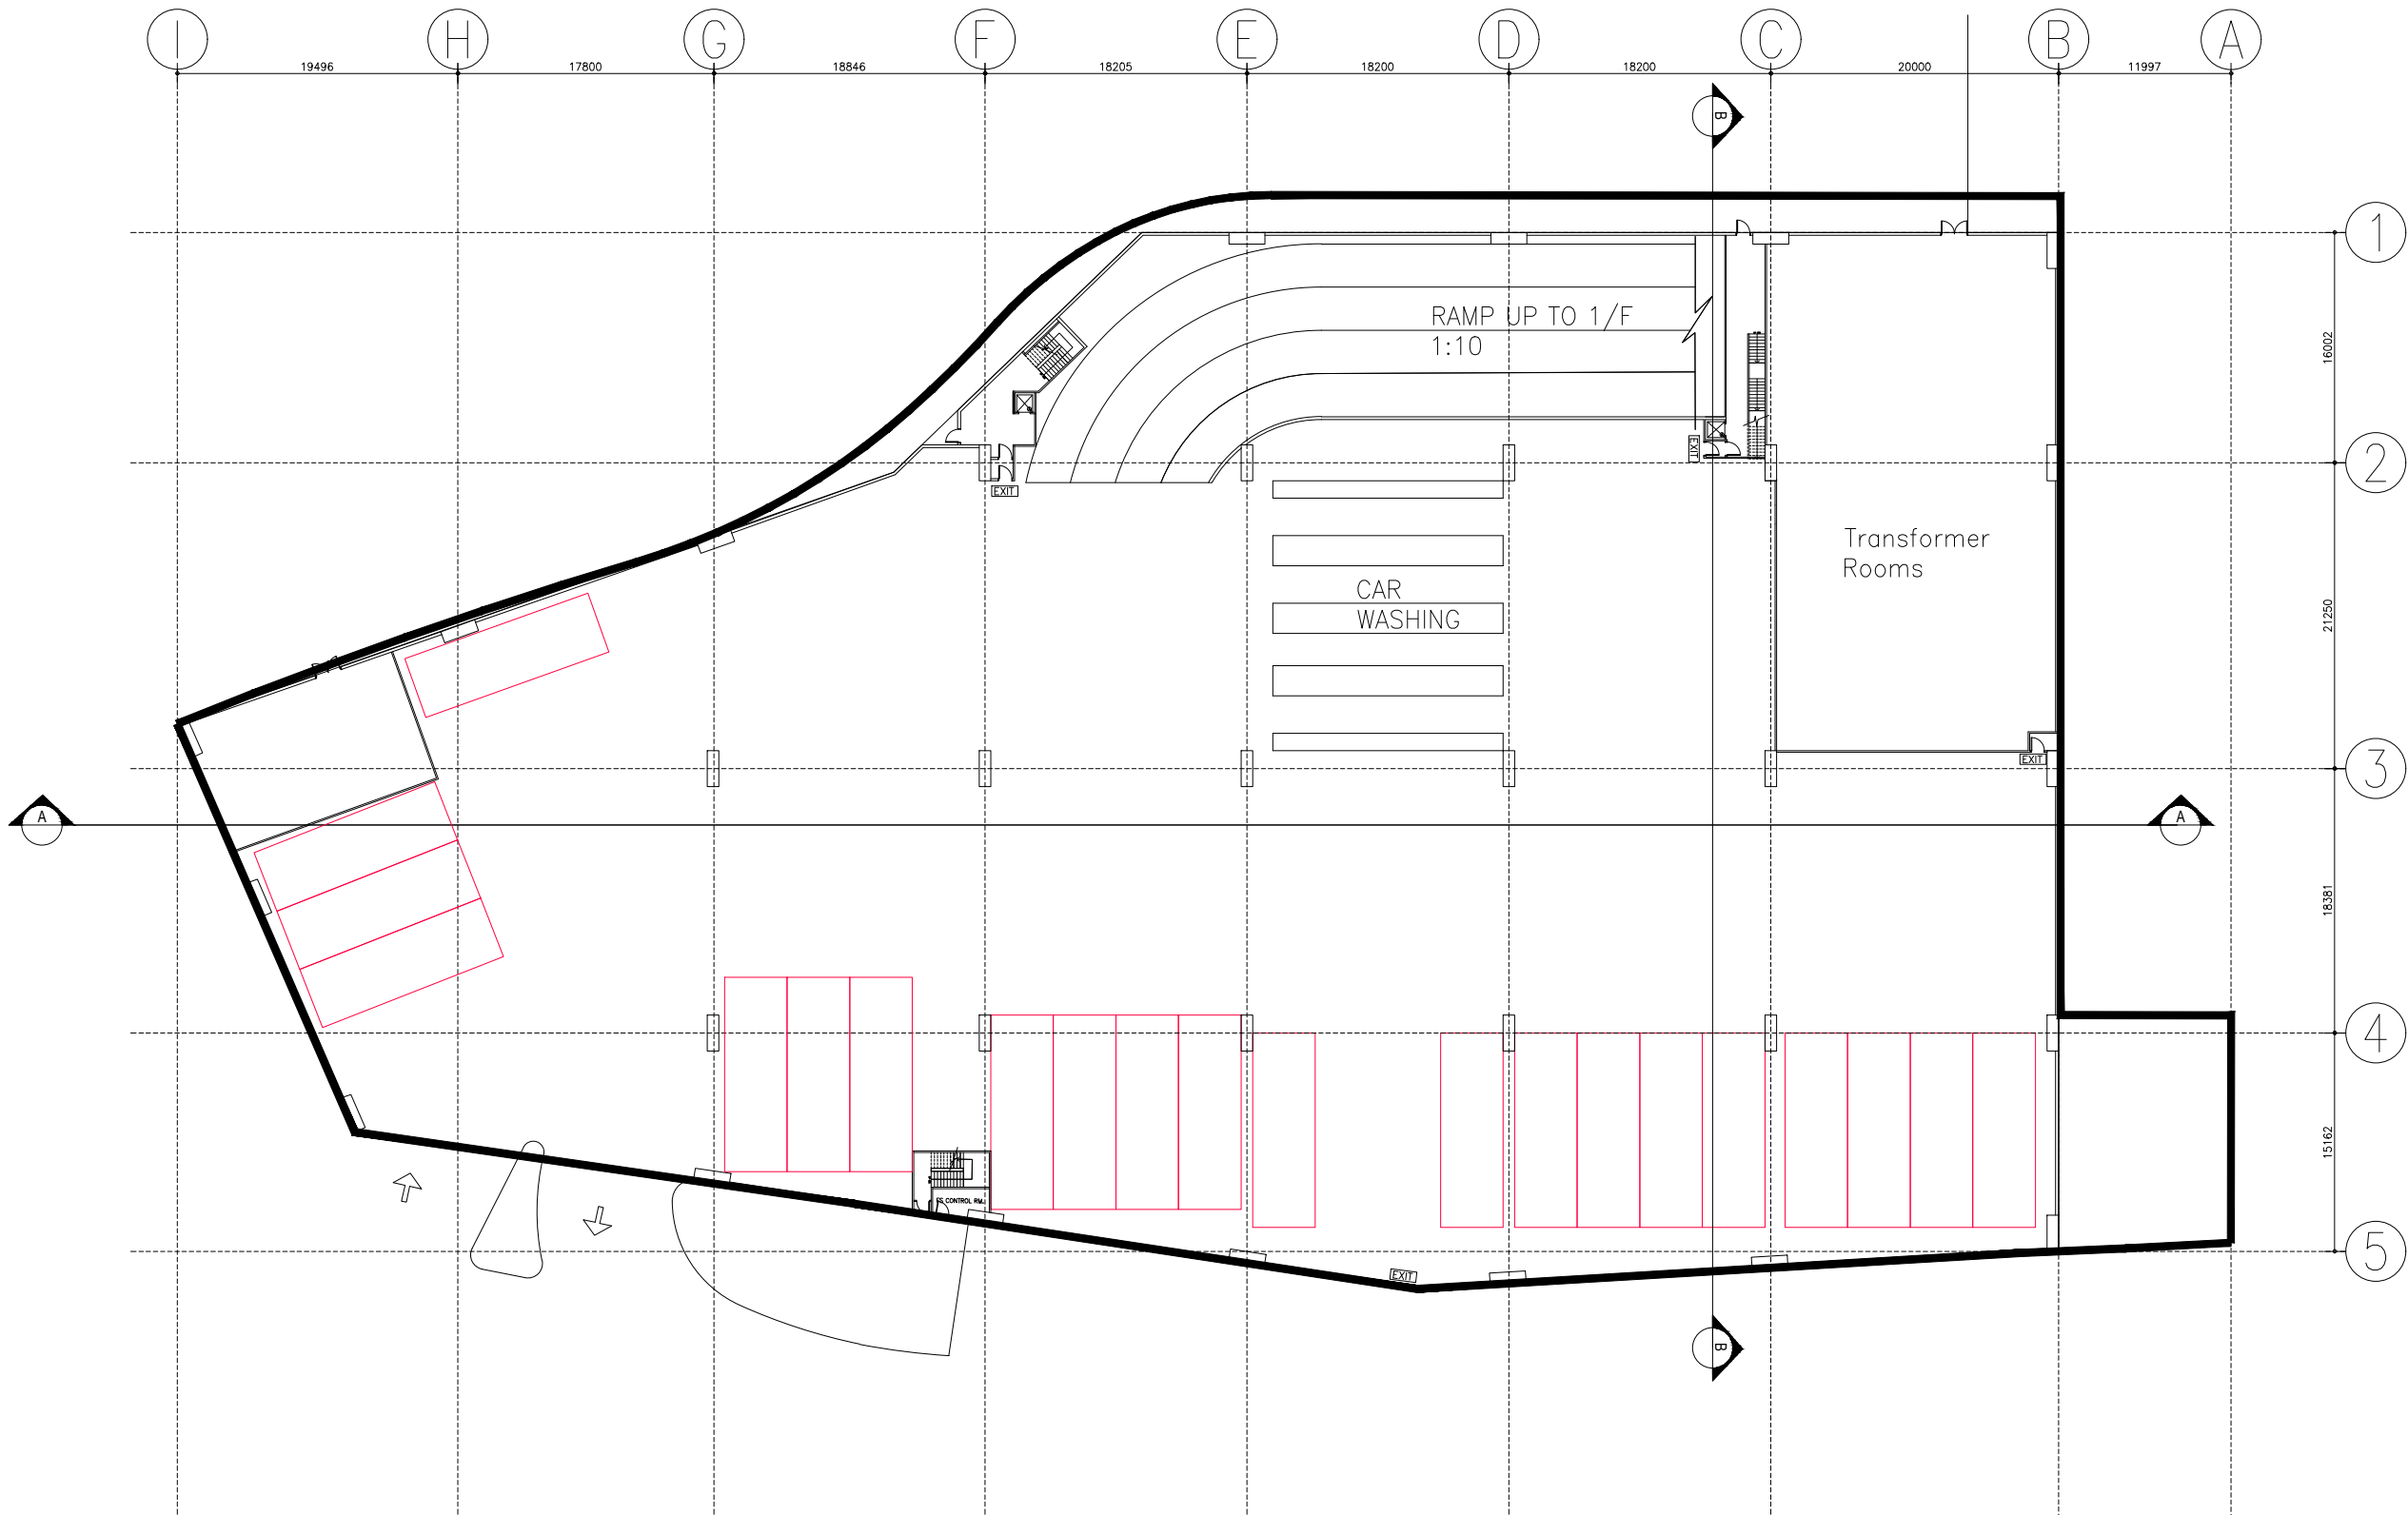 I H G F E D C B A
19496 17800 18846 18205 18200 18200 20000 11997
B
1
RAMP UP TO 1/F
1:10
16002
EXIT
2
EXIT
Transformer
Rooms
CAR
WASHING
21250
EXIT
3
A
A
18381
4
15162
FS CONTROL RM.
5
EXIT
B